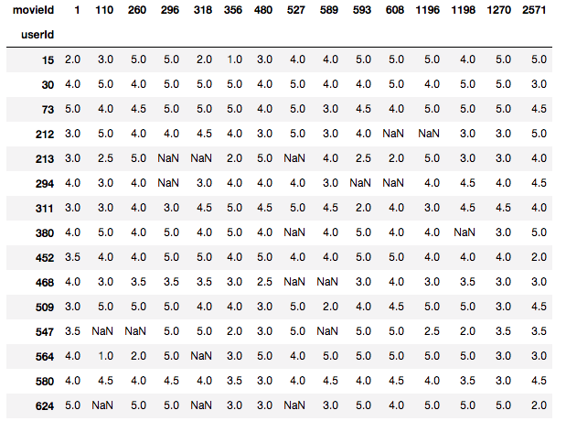 movieId 1 110 260 296 318 356 480 527 589 593 608 1196 1198 1270 2571
userId
15 2.0 3.0 5.0 5.0 2.0 1.0 3.0 4.0 4.0 5.0 5.0 5.0 4.0 5.0 5.0
30 4.0 5.0 4.0 5.0 5.0 5.0 4.0 5.0 4.0 4.0 5.0 4.0 5.0 5.0 3.0
73 5.0 4.0 4.5 5.0 5.0 5.0 4.0 5.0 3.0 4.5 4.0 5.0 5.0 5.0 4.5
212 3.0 5.0 4.0 4.0 4.5 4.0 3.0 5.0 3.0 4.0 NaN NaN 3.0 3.0 5.0
213 3.0 2.5 5.0 NaN NaN 2.0 5.0 NaN 4.0 2.5 2.0 5.0 3.0 3.0 4.0
294 4.0 3.0 4.0 NaN 3.0 4.0 4.0 4.0 3.0 NaN NaN 4.0 4.5 4.0 4.5
311 3.0 3.0 4.0 3.0 4.5 5.0 4.5 5.0 4.5 2.0 4.0 3.0 4.5 4.5 4.0
380 4.0 5.0 4.0 5.0 4.0 5.0 4.0 NaN 4.0 5.0 4.0 4.0 NaN 3.0 5.0
452 3.5 4.0 4.0 5.0 5.0 4.0 5.0 4.0 4.0 5.0 5.0 4.0 4.0 4.0 2.0
468 4.0 3.0 3.5 3.5 3.5 3.0 2.5 NaN NaN 3.0 4.0 3.0 3.5 3.0 3.0
509 3.0 5.0 5.0 5.0 4.0 4.0 3.0 5.0 2.0 4.0 4.5 5.0 5.0 3.0 4.5
547 3.5 NaN NaN 5.0 5.0 2.0 3.0 5.0 NaN 5.0 5.0 2.5 2.0 3.5 3.5
564 4.0 1.0 2.0 5.0 NaN 3.0 5.0 4.0 5.0 5.0 5.0 5.0 5.0 3.0 3.0
580 4.0 4.5 4.0 4.5 4.0 3.5 3.0 4.0 4.5 4.0 4.5 4.0 3.5 3.0 4.5
624 5.0 NaN 5.0 5.0 NaN 3.0 3.0 NaN 3.0 5.0 4.0 5.0 5.0 5.0 2.0